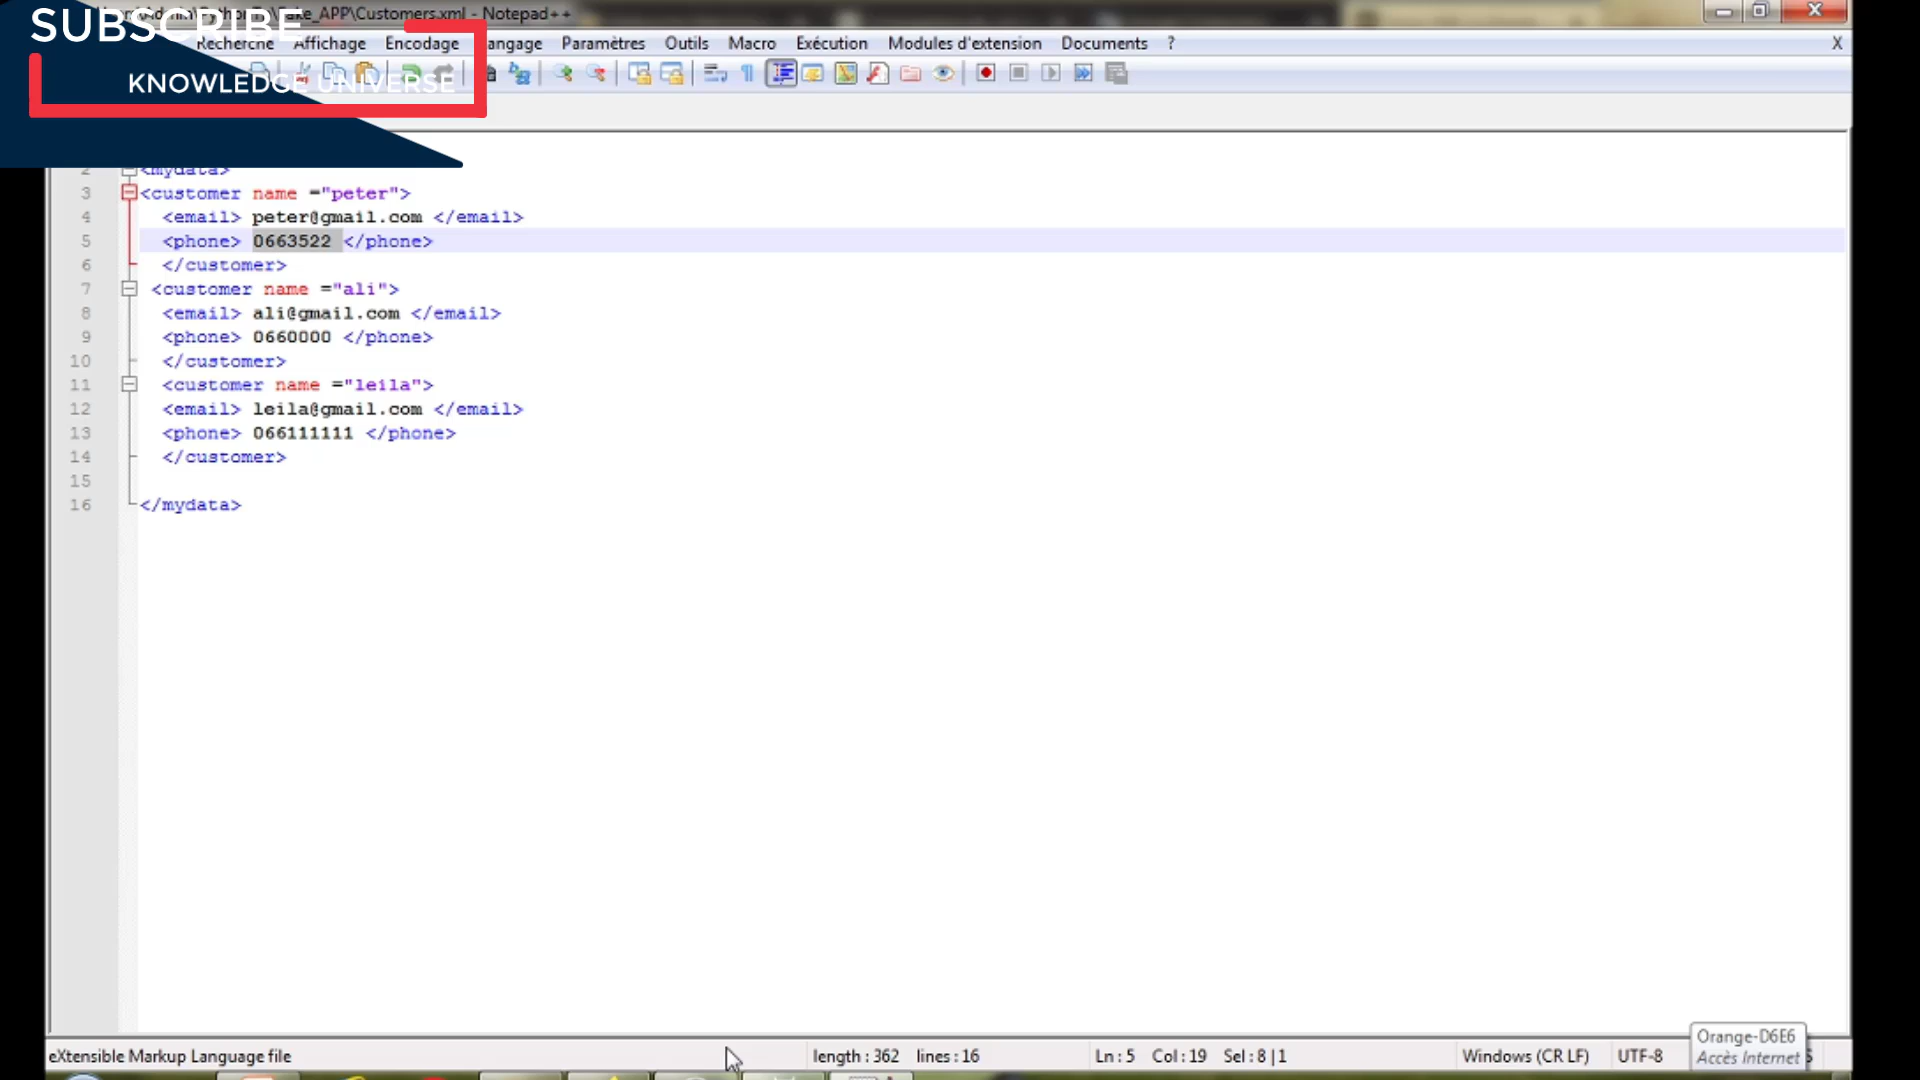 SUBSCRIBE
KNOWLEDGE UNIVERSE
\Customers.xml - Notepad++
Recherche Affichage Encodage Langage Paramètres Outils Macro Exécution Modules d'extension Documents ? X
2 <mydata>
3 <customer name ="peter">
4 <email> peter@gmail.com </email>
5 <phone> 0663522 </phone>
6 </customer>
7 <customer name ="ali">
8 <email> ali@gmail.com </email>
9 <phone> 0660000 </phone>
10 </customer>
11 <customer name ="leila">
12 <email> leila@gmail.com </email>
13 <phone> 066111111 </phone>
14 </customer>
15
16 </mydata>
Orange-D6E6
Accès Internet
eXtensible Markup Language file length : 362 lines : 16 Ln : 5 Col : 19 Sel : 8 | 1 Windows (CR LF) UTF-8